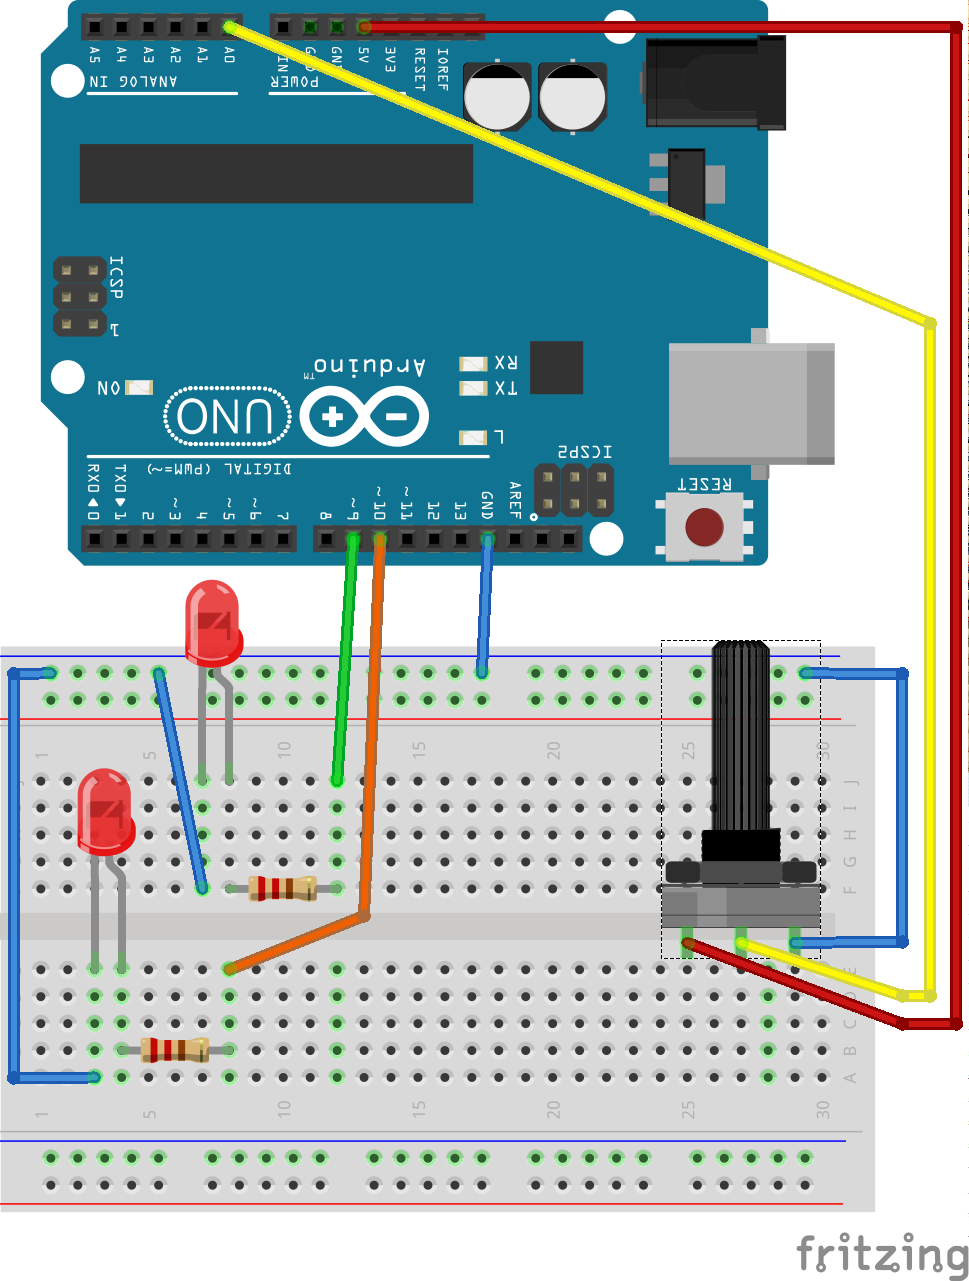 A5 A4 A3 A2 A1 A0
VIN GND GND 5V 3V3 RESET IOREF
ANALOG IN
POWER
ICSP
1
ON
UNO
Arduino
TM
RX
TX
L
ICSP2
RESET
DIGITAL (PWM=~)
RX0 ◀ 0
TX0 ▶ 1
2
~3
4
~5
~6
7
8
~9
~10
~11
12
13
GND
AREF
1 5 10 15 20 25 30
J
I
H
G
F
E
D
C
B
A
1 5 10 15 20 25 30
fritzing